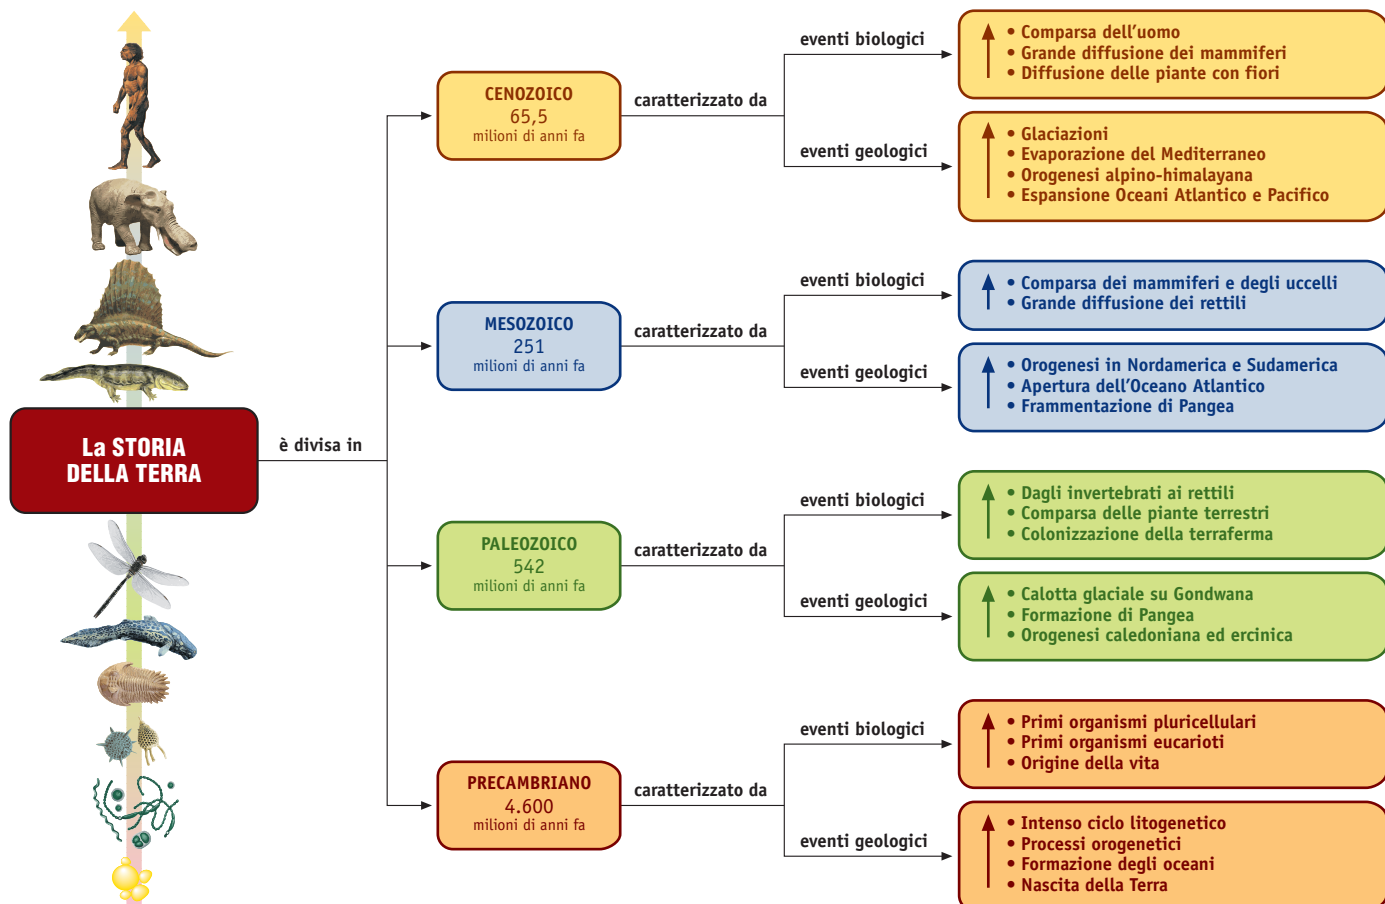 La STORIA
DELLA TERRA
è divisa in
CENOZOICO
65,5
milioni di anni fa
caratterizzato da
eventi biologici
• Comparsa dell'uomo
• Grande diffusione dei mammiferi
• Diffusione delle piante con fiori
eventi geologici
• Glaciazioni
• Evaporazione del Mediterraneo
• Orogenesi alpino-himalayana
• Espansione Oceani Atlantico e Pacifico
MESOZOICO
251
milioni di anni fa
caratterizzato da
eventi biologici
• Comparsa dei mammiferi e degli uccelli
• Grande diffusione dei rettili
eventi geologici
• Orogenesi in Nordamerica e Sudamerica
• Apertura dell'Oceano Atlantico
• Frammentazione di Pangea
PALEOZOICO
542
milioni di anni fa
caratterizzato da
eventi biologici
• Dagli invertebrati ai rettili
• Comparsa delle piante terrestri
• Colonizzazione della terraferma
eventi geologici
• Calotta glaciale su Gondwana
• Formazione di Pangea
• Orogenesi caledoniana ed ercinica
PRECAMBRIANO
4.600
milioni di anni fa
caratterizzato da
eventi biologici
• Primi organismi pluricellulari
• Primi organismi eucarioti
• Origine della vita
eventi geologici
• Intenso ciclo litogenetico
• Processi orogenetici
• Formazione degli oceani
• Nascita della Terra